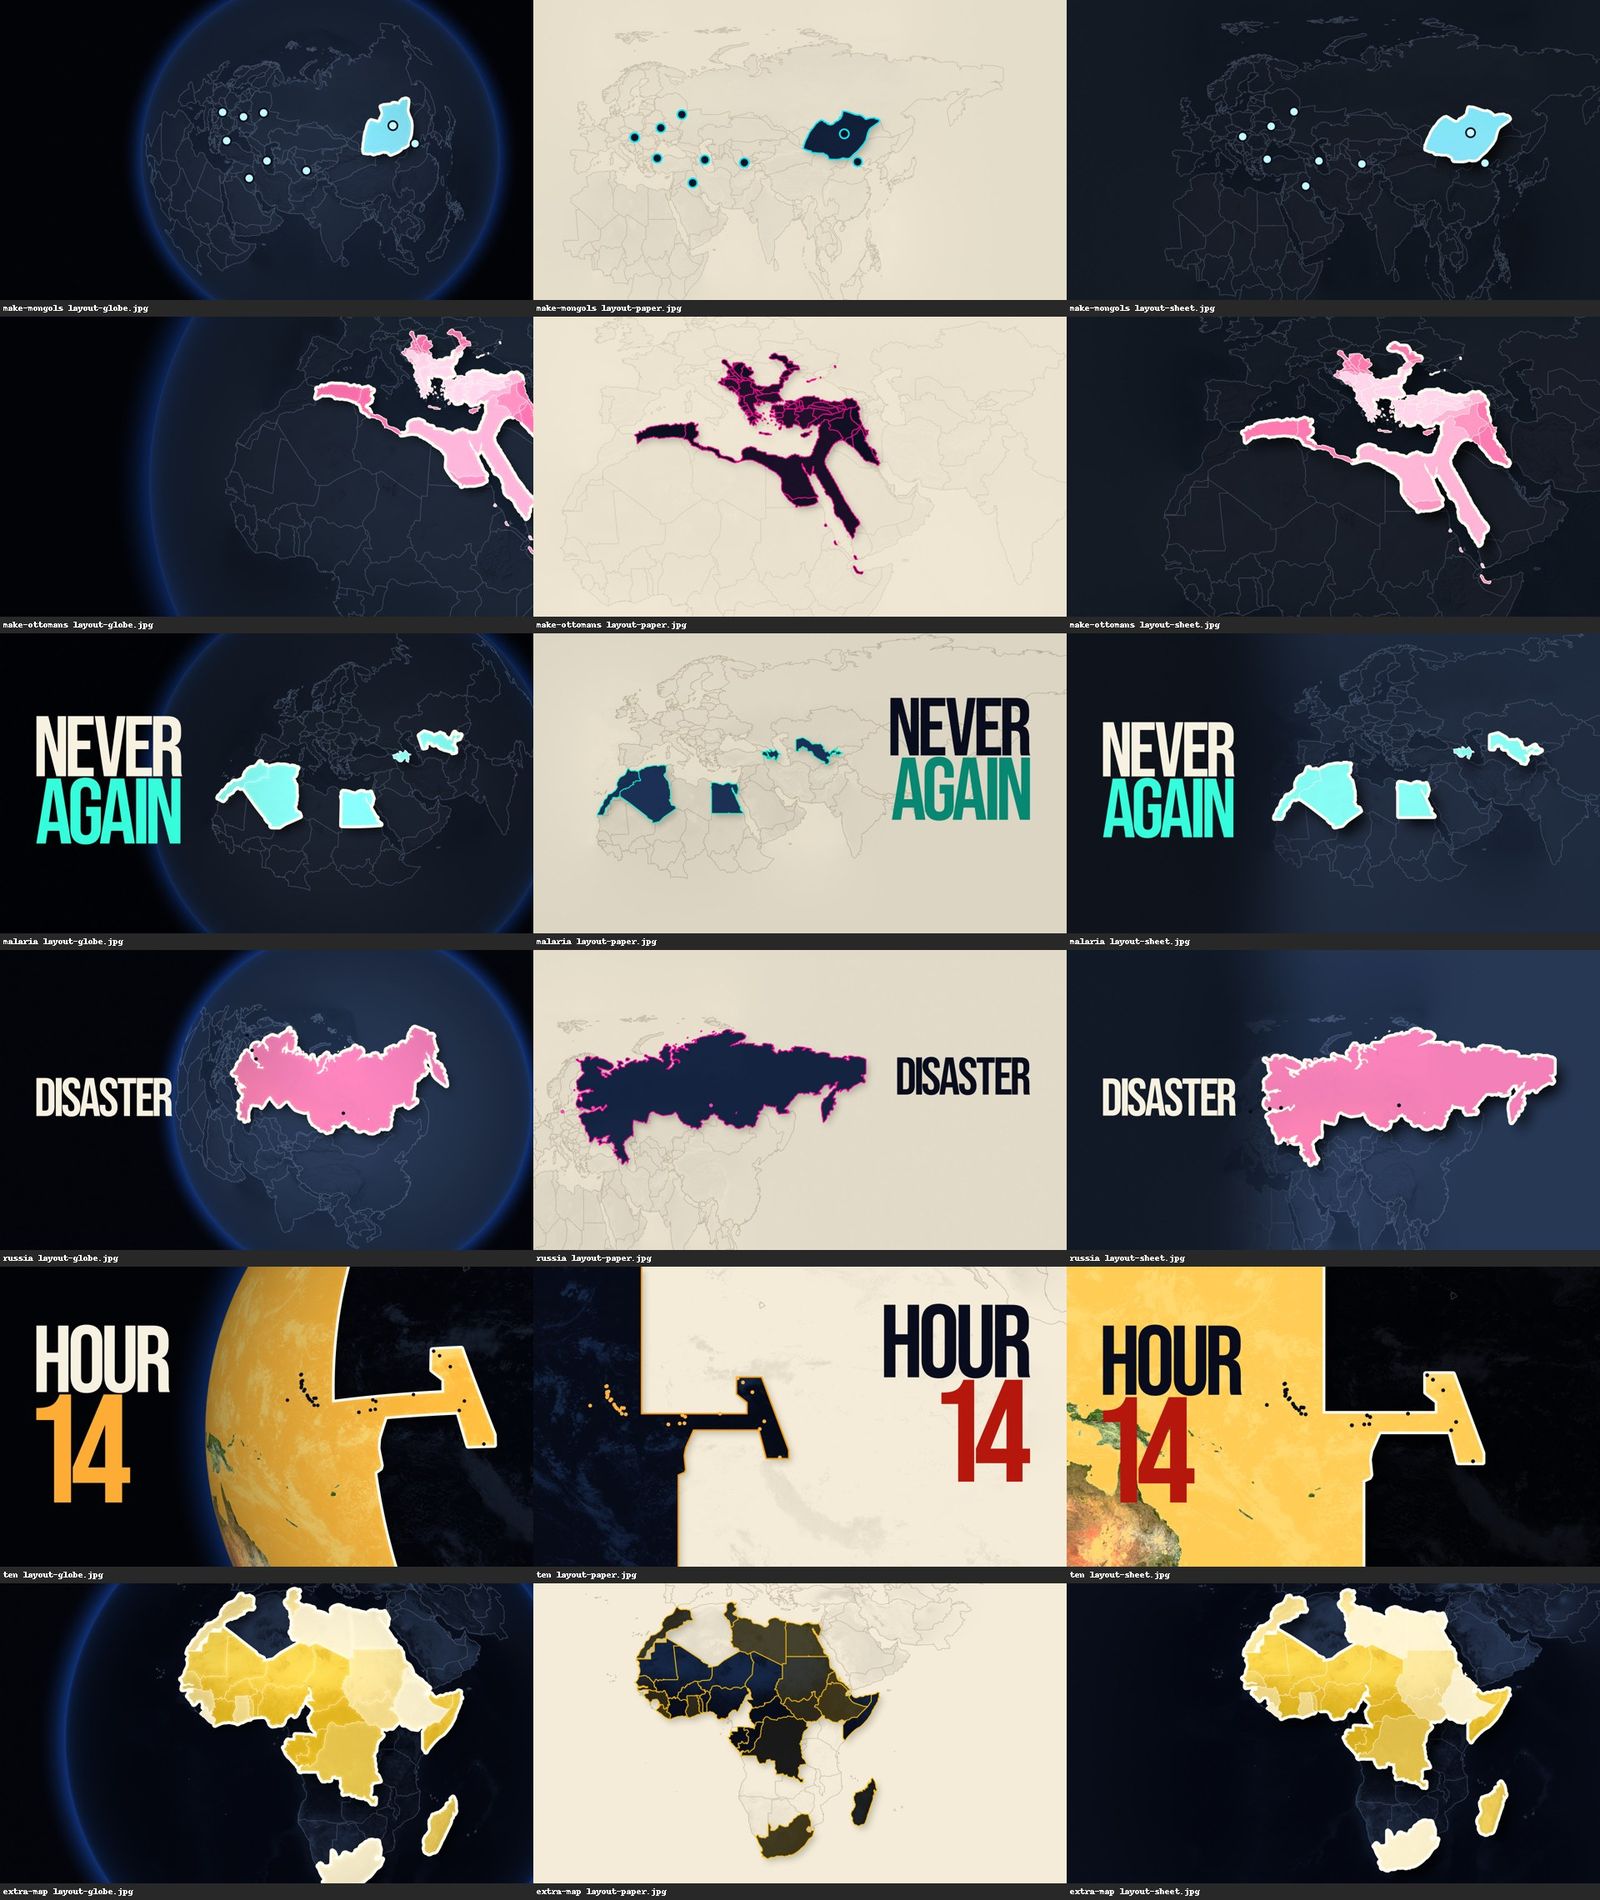 make-mongols layout-globe.jpg
make-mongols layout-paper.jpg
make-mongols layout-sheet.jpg
make-ottomans layout-globe.jpg
make-ottomans layout-paper.jpg
make-ottomans layout-sheet.jpg
NEVER
AGAIN
NEVER
AGAIN
NEVER
AGAIN
malaria layout-globe.jpg
malaria layout-paper.jpg
malaria layout-sheet.jpg
DISASTER
DISASTER
DISASTER
russia layout-globe.jpg
russia layout-paper.jpg
russia layout-sheet.jpg
HOUR
14
HOUR
14
HOUR
14
ten layout-globe.jpg
ten layout-paper.jpg
ten layout-sheet.jpg
extra-map layout-globe.jpg
extra-map layout-paper.jpg
extra-map layout-sheet.jpg